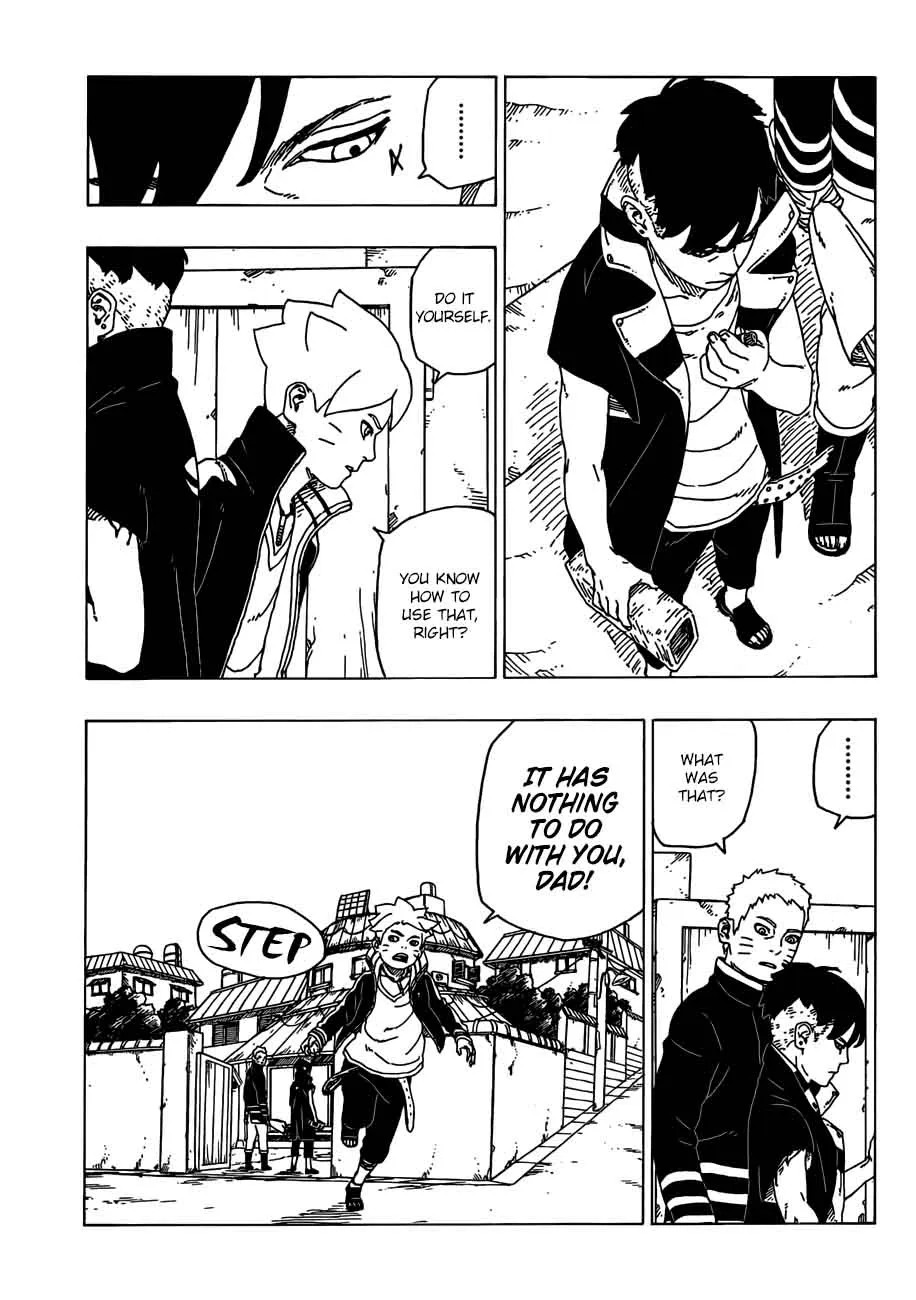 ........
DO IT
YOURSELF.
YOU KNOW
HOW TO
USE THAT,
RIGHT?
........
WHAT
WAS
THAT?
IT HAS
NOTHING
TO DO
WITH YOU,
DAD!
STEP